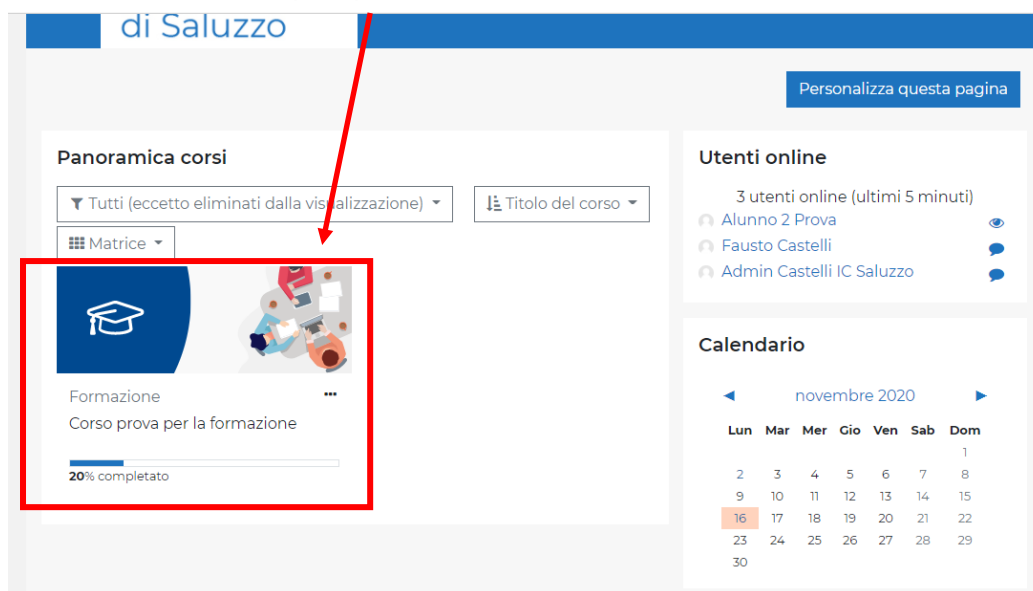 di Saluzzo
Personalizza questa pagina
Panoramica corsi
Tutti (eccetto eliminati dalla visualizzazione)
Titolo del corso
Matrice
Formazione
Corso prova per la formazione
20% completato
Utenti online
3 utenti online (ultimi 5 minuti)
Alunno 2 Prova
Fausto Castelli
Admin Castelli IC Saluzzo
Calendario
novembre 2020
Lun Mar Mer Gio Ven Sab Dom
1
2 3 4 5 6 7 8
9 10 11 12 13 14 15
16 17 18 19 20 21 22
23 24 25 26 27 28 29
30